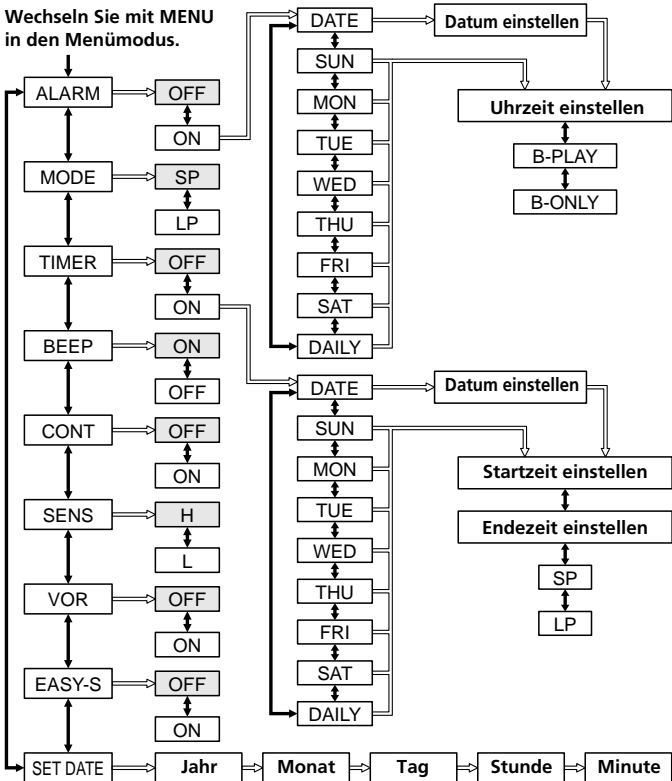 Wechseln Sie mit MENU
in den Menümodus.
ALARM
OFF
ON
DATE
Datum einstellen
SUN
MON
TUE
WED
THU
FRI
SAT
DAILY
Uhrzeit einstellen
B-PLAY
B-ONLY
MODE
SP
LP
TIMER
OFF
ON
DATE
Datum einstellen
SUN
MON
TUE
WED
THU
FRI
SAT
DAILY
Startzeit einstellen
Endezeit einstellen
SP
LP
BEEP
ON
OFF
CONT
OFF
ON
SENS
H
L
VOR
OFF
ON
EASY-S
OFF
ON
SET DATE
Jahr
Monat
Tag
Stunde
Minute